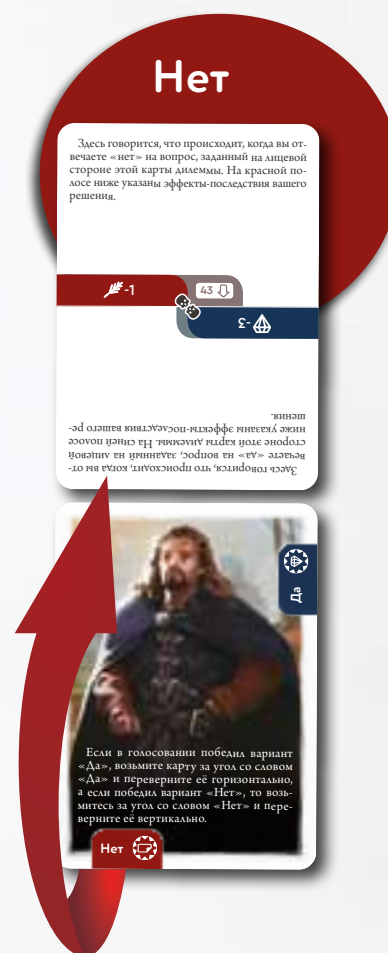 Нет
Здесь говорится, что происходит, когда вы от-
вечаете «нет» на вопрос, заданный на лицевой
стороне этой карты дилеммы. На красной по-
лосе ниже указаны эффекты-последствия вашего
решения.
-1
43
-3
Здесь говорится, что происходит, когда вы от-
вечаете «да» на вопрос, заданный на лицевой
стороне этой карты дилеммы. На синей полосе
ниже указаны эффекты-последствия вашего ре-
шения.
Да
Если в голосовании победил вариант
«Да», возьмите карту за угол со словом
«Да» и переверните её горизонтально,
а если победил вариант «Нет», то возь-
митесь за угол со словом «Нет» и пере-
верните её вертикально.
Нет